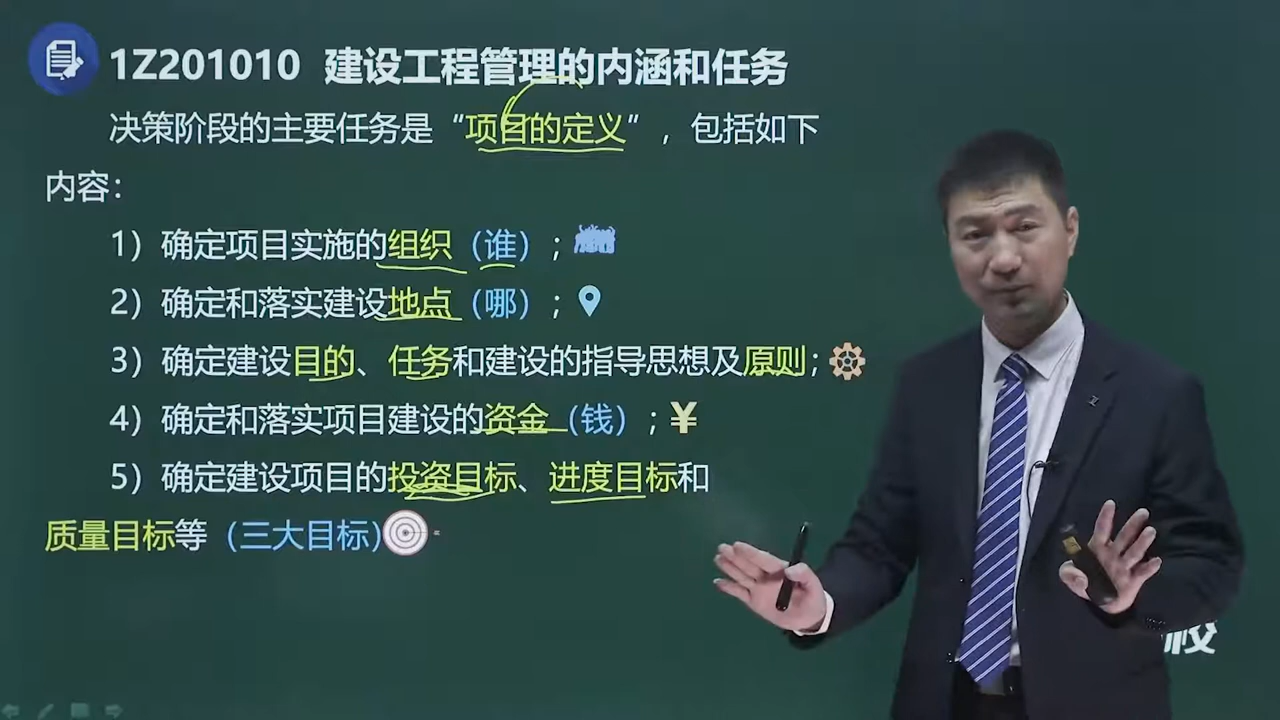 1Z201010 建设工程管理的内涵和任务
决策阶段的主要任务是“项目的定义”，包括如下
内容：
1）确定项目实施的组织（谁）；
2）确定和落实建设地点（哪）；
3）确定建设目的、任务和建设的指导思想及原则；
4）确定和落实项目建设的资金（钱）；¥
5）确定建设项目的投资目标、进度目标和
质量目标等（三大目标）
校